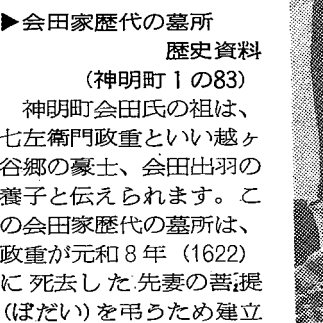 ▶会田家歴代の墓所
歴史資料
(神明町1の83)
神明町会田氏の祖は、
七左衛門政重といい越ヶ
谷郷の豪士、会田出羽の
養子と伝えられます。こ
の会田家歴代の墓所は、
政重が元和8年(1622)
に死去した先妻の菩提
(ぼだい)を弔うため建立